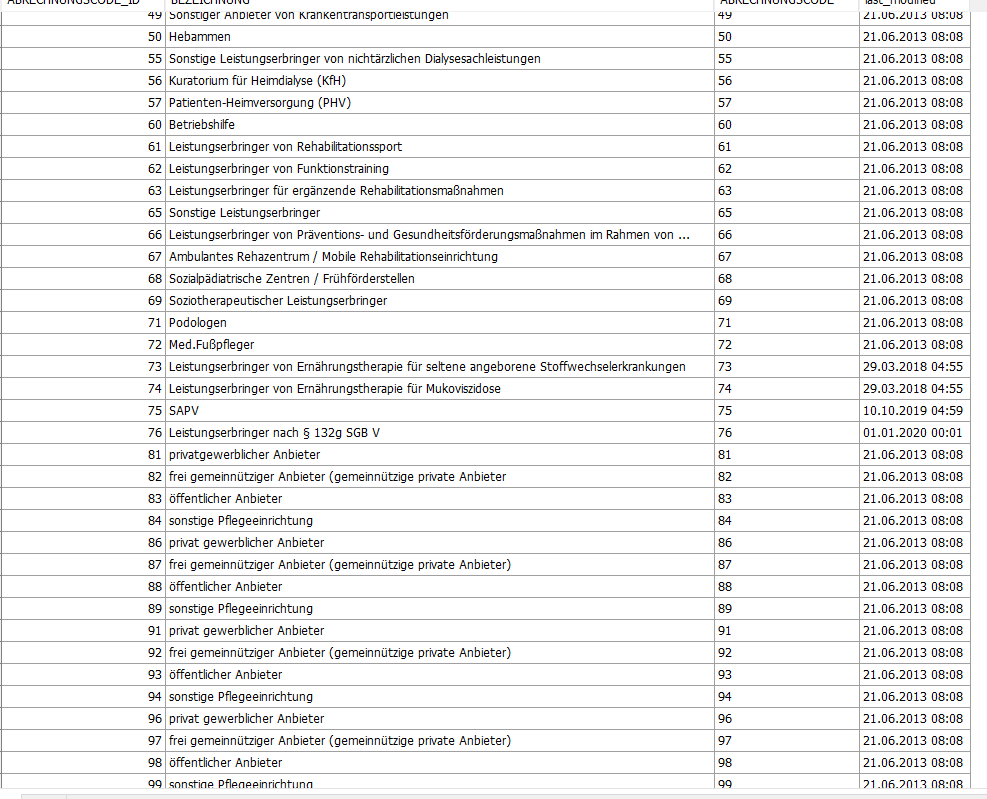 ABRECHNUNGSCODE_ID BEZEICHNUNG ABRECHNUNGSCODE last_modified
49 Sonstiger Anbieter von Krankentransportleistungen 49 21.06.2013 08:08
50 Hebammen 50 21.06.2013 08:08
55 Sonstige Leistungserbringer von nichtärzlichen Dialysesachleistungen 55 21.06.2013 08:08
56 Kuratorium für Heimdialyse (KfH) 56 21.06.2013 08:08
57 Patienten-Heimversorgung (PHV) 57 21.06.2013 08:08
60 Betriebshilfe 60 21.06.2013 08:08
61 Leistungserbringer von Rehabilitationssport 61 21.06.2013 08:08
62 Leistungserbringer von Funktionstraining 62 21.06.2013 08:08
63 Leistungserbringer für ergänzende Rehabilitationsmaßnahmen 63 21.06.2013 08:08
65 Sonstige Leistungserbringer 65 21.06.2013 08:08
66 Leistungserbringer von Präventions- und Gesundheitsförderungsmaßnahmen im Rahmen von ... 66 21.06.2013 08:08
67 Ambulantes Rehazentrum / Mobile Rehabilitationseinrichtung 67 21.06.2013 08:08
68 Sozialpädiatrische Zentren / Frühförderstellen 68 21.06.2013 08:08
69 Soziotherapeutischer Leistungserbringer 69 21.06.2013 08:08
71 Podologen 71 21.06.2013 08:08
72 Med.Fußpfleger 72 21.06.2013 08:08
73 Leistungserbringer von Ernährungstherapie für seltene angeborene Stoffwechselerkrankungen 73 29.03.2018 04:55
74 Leistungserbringer von Ernährungstherapie für Mukoviszidose 74 29.03.2018 04:55
75 SAPV 75 10.10.2019 04:59
76 Leistungserbringer nach § 132g SGB V 76 01.01.2020 00:01
81 privatgewerblicher Anbieter 81 21.06.2013 08:08
82 frei gemeinnütziger Anbieter (gemeinnützige private Anbieter 82 21.06.2013 08:08
83 öffentlicher Anbieter 83 21.06.2013 08:08
84 sonstige Pflegeeinrichtung 84 21.06.2013 08:08
86 privat gewerblicher Anbieter 86 21.06.2013 08:08
87 frei gemeinnütziger Anbieter (gemeinnützige private Anbieter) 87 21.06.2013 08:08
88 öffentlicher Anbieter 88 21.06.2013 08:08
89 sonstige Pflegeeinrichtung 89 21.06.2013 08:08
91 privat gewerblicher Anbieter 91 21.06.2013 08:08
92 frei gemeinnütziger Anbieter (gemeinnützige private Anbieter) 92 21.06.2013 08:08
93 öffentlicher Anbieter 93 21.06.2013 08:08
94 sonstige Pflegeeinrichtung 94 21.06.2013 08:08
96 privat gewerblicher Anbieter 96 21.06.2013 08:08
97 frei gemeinnütziger Anbieter (gemeinnützige private Anbieter) 97 21.06.2013 08:08
98 öffentlicher Anbieter 98 21.06.2013 08:08
99 sonstige Pflegeeinrichtung 99 21.06.2013 08:08